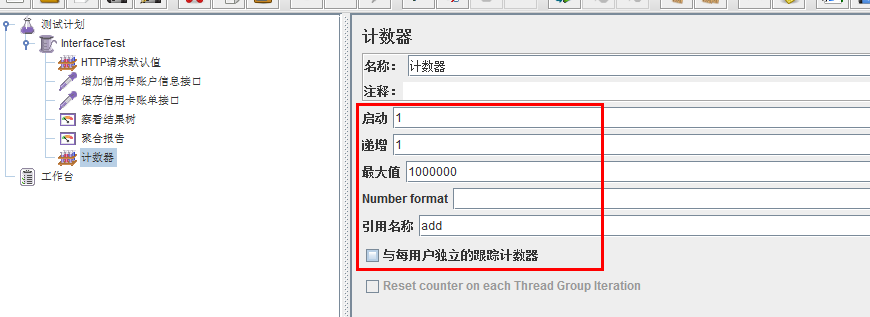 测试计划
InterfaceTest
HTTP请求默认值
增加信用卡账户信息接口
保存信用卡账单接口
察看结果树
聚合报告
计数器
工作台
计数器
名称： 计数器
注释：
启动 1
递增 1
最大值 1000000
Number format
引用名称 add
与每用户独立的跟踪计数器
Reset counter on each Thread Group Iteration